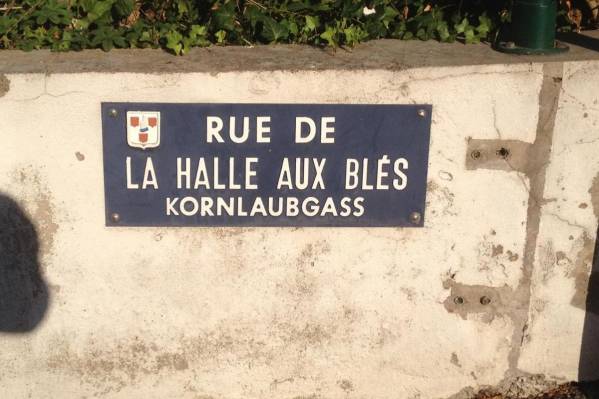 RUE DE
LA HALLE AUX BLÉS
KORNLAUBGASS